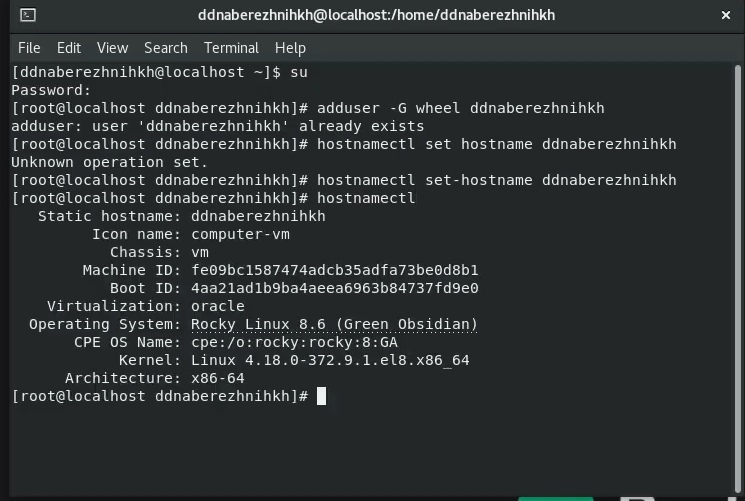 ddnaberezhnihkh@localhost:/home/ddnaberezhnihkh
File Edit View Search Terminal Help
[ddnaberezhnihkh@localhost ~]$ su
Password:
[root@localhost ddnaberezhnihkh]# adduser -G wheel ddnaberezhnihkh
adduser: user 'ddnaberezhnihkh' already exists
[root@localhost ddnaberezhnihkh]# hostnamectl set hostname ddnaberezhnihkh
Unknown operation set.
[root@localhost ddnaberezhnihkh]# hostnamectl set-hostname ddnaberezhnihkh
[root@localhost ddnaberezhnihkh]# hostnamectl
Static hostname: ddnaberezhnihkh
Icon name: computer-vm
Chassis: vm
Machine ID: fe09bc1587474adcb35adfa73be0d8b1
Boot ID: 4aa21ad1b9ba4aeea6963b84737fd9e0
Virtualization: oracle
Operating System: Rocky Linux 8.6 (Green Obsidian)
CPE OS Name: cpe:/o:rocky:rocky:8:GA
Kernel: Linux 4.18.0-372.9.1.el8.x86_64
Architecture: x86-64
[root@localhost ddnaberezhnihkh]#